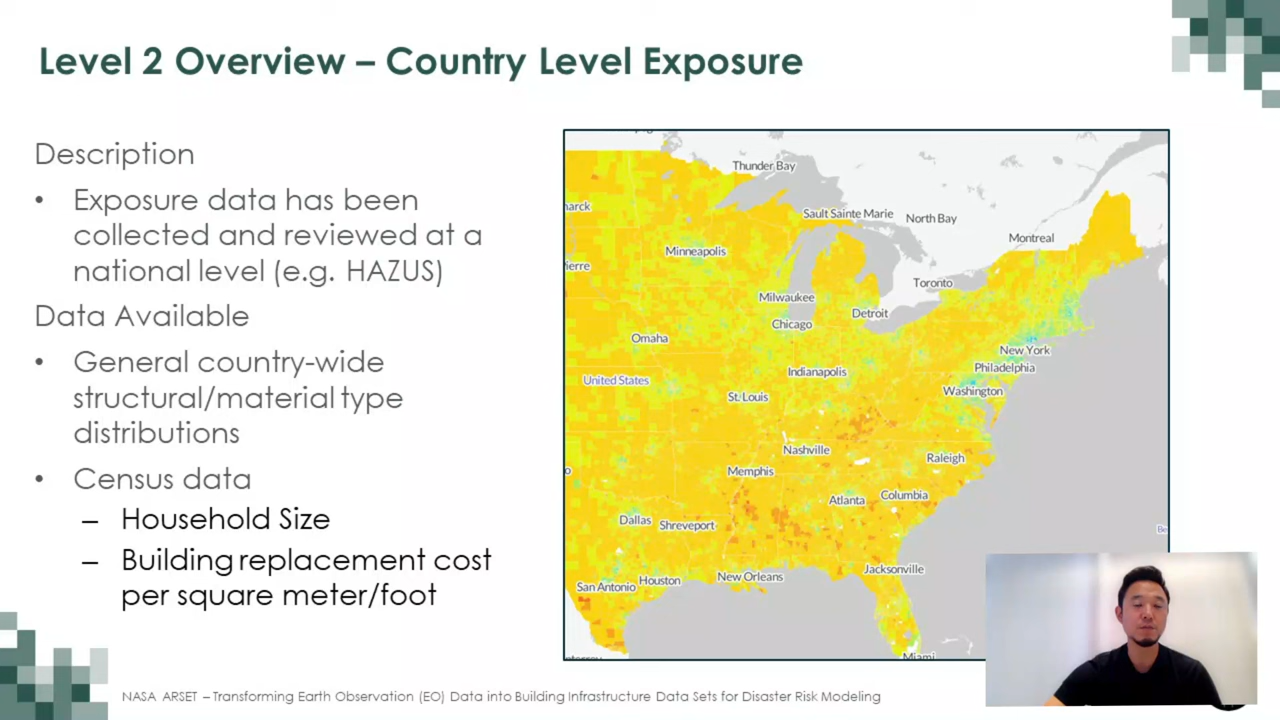 Level 2 Overview – Country Level Exposure
Description
• Exposure data has been
collected and reviewed at a
national level (e.g. HAZUS)
Data Available
• General country-wide
structural/material type
distributions
• Census data
– Household Size
– Building replacement cost
per square meter/foot
Thunder Bay
Sault Sainte Marie
North Bay
Montreal
Minneapolis
Toronto
Milwaukee
Detroit
Chicago
Omaha
New York
Philadelphia
Indianapolis
United States
Washington
St. Louis
Nashville
Raleigh
Memphis
Atlanta
Columbia
Dallas
Shreveport
Jacksonville
New Orleans
Houston
San Antonio
Miami
NASA ARSET – Transforming Earth Observation (EO) Data into Building Infrastructure Data Sets for Disaster Risk Modeling